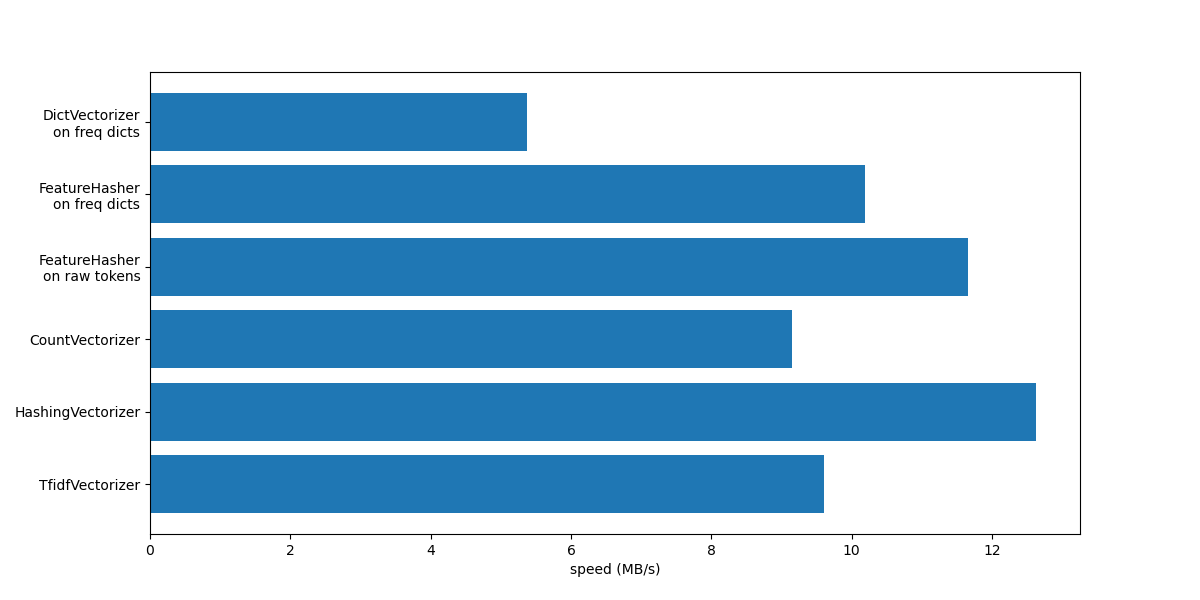 DictVectorizer
on freq dicts
FeatureHasher
on freq dicts
FeatureHasher
on raw tokens
CountVectorizer
HashingVectorizer
TfidfVectorizer
0 2 4 6 8 10 12
speed (MB/s)